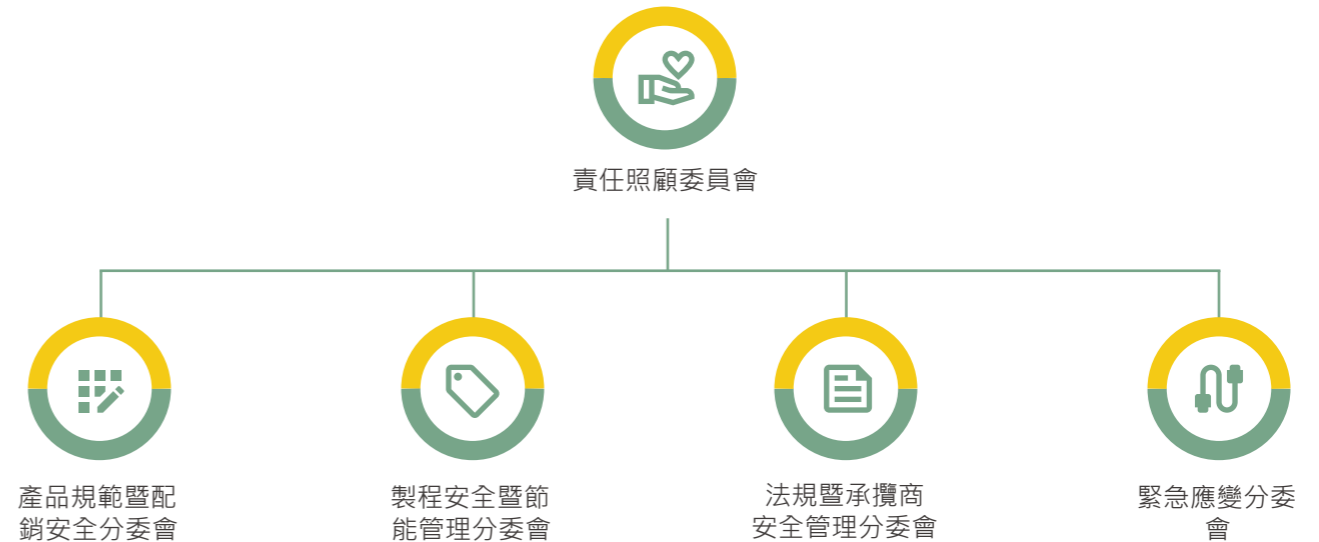 責任照顧委員會
產品規範暨配
銷安全分委會
製程安全暨節
能管理分委會
法規暨承攬商
安全管理分委會
緊急應變分委
會